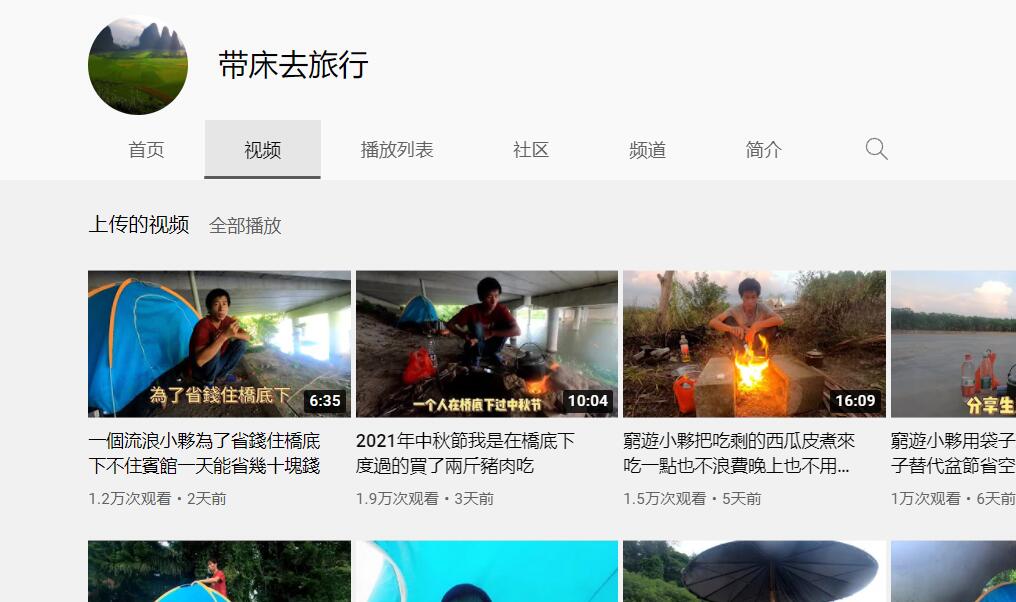 带床去旅行
首页 视频 播放列表 社区 频道 简介
上传的视频 全部播放
為了省錢住橋底下
6:35
一个人在桥底下过中秋节
10:04
16:09
分享生
一個流浪小夥為了省錢住橋底
下不住賓館一天能省幾十塊錢
1.2万次观看・2天前
2021年中秋節我是在橋底下
度過的買了兩斤豬肉吃
1.9万次观看・3天前
窮遊小夥把吃剩的西瓜皮煮來
吃一點也不浪費晚上也不用...
1.5万次观看・5天前
窮遊小夥用袋子
子替代盆節省空
1万次观看・6天前